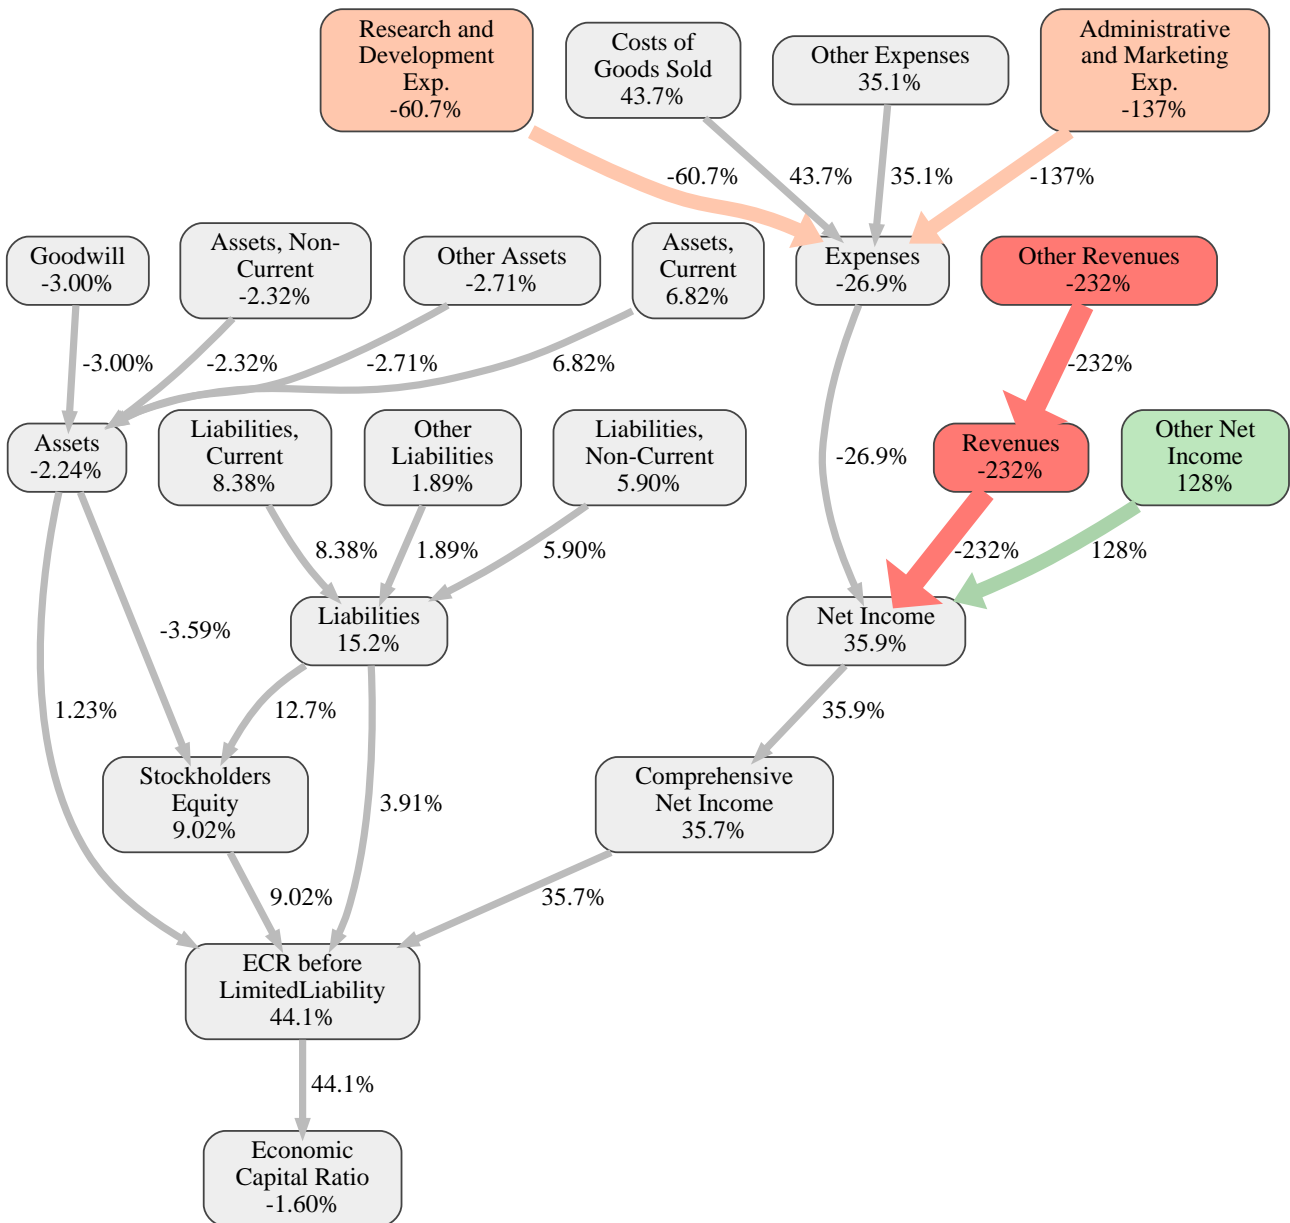 Research and
Development
Exp.
-60.7%
Costs of
Goods Sold
43.7%
Other Expenses
35.1%
Administrative
and Marketing
Exp.
-137%
-60.7%
43.7%
35.1%
-137%
Goodwill
-3.00%
Assets, Non-
Current
-2.32%
Other Assets
-2.71%
Assets,
Current
6.82%
Expenses
-26.9%
Other Revenues
-232%
-3.00%
-2.32%
-2.71%
6.82%
-232%
Assets
-2.24%
Liabilities,
Current
8.38%
Other
Liabilities
1.89%
Liabilities,
Non-Current
5.90%
-26.9%
Revenues
-232%
Other Net
Income
128%
8.38%
1.89%
5.90%
-232%
128%
-3.59%
Liabilities
15.2%
Net Income
35.9%
1.23%
12.7%
35.9%
Stockholders
Equity
9.02%
3.91%
Comprehensive
Net Income
35.7%
9.02%
35.7%
ECR before
LimitedLiability
44.1%
44.1%
Economic
Capital Ratio
-1.60%